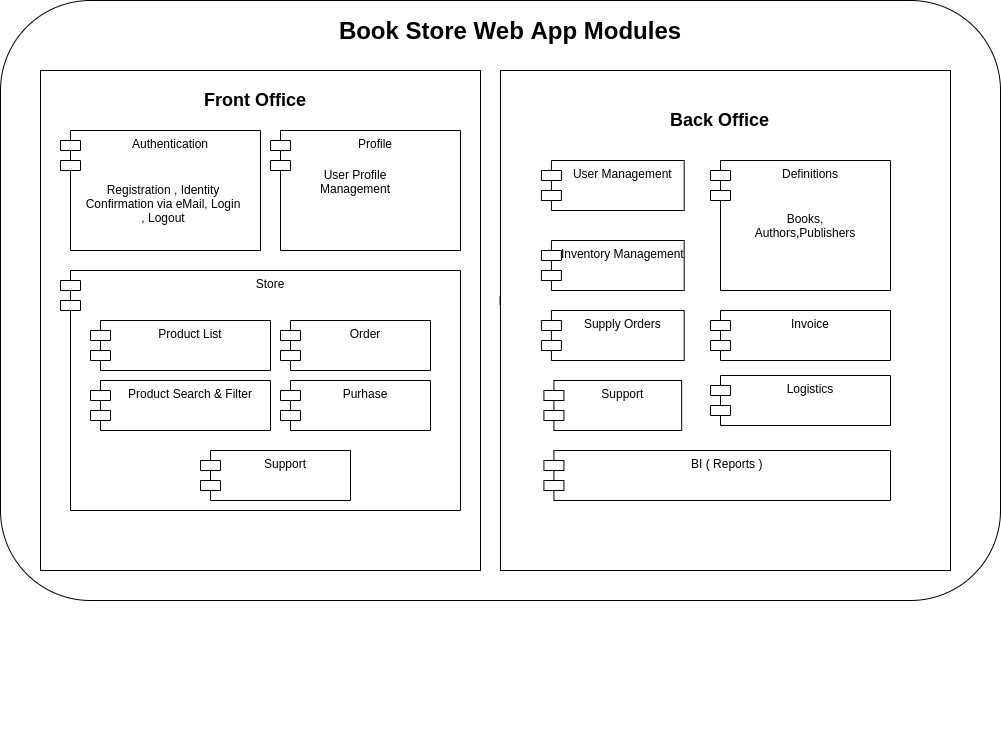 Book Store Web App Modules
Front Office
Authentication
Registration , Identity
Confirmation via eMail, Login
, Logout
Profile
User Profile
Management
Store
Product List
Order
Product Search & Filter
Purhase
Support
Back Office
User Management
Definitions
Books,
Authors,Publishers
Inventory Management
Supply Orders
Invoice
Support
Logistics
BI ( Reports )